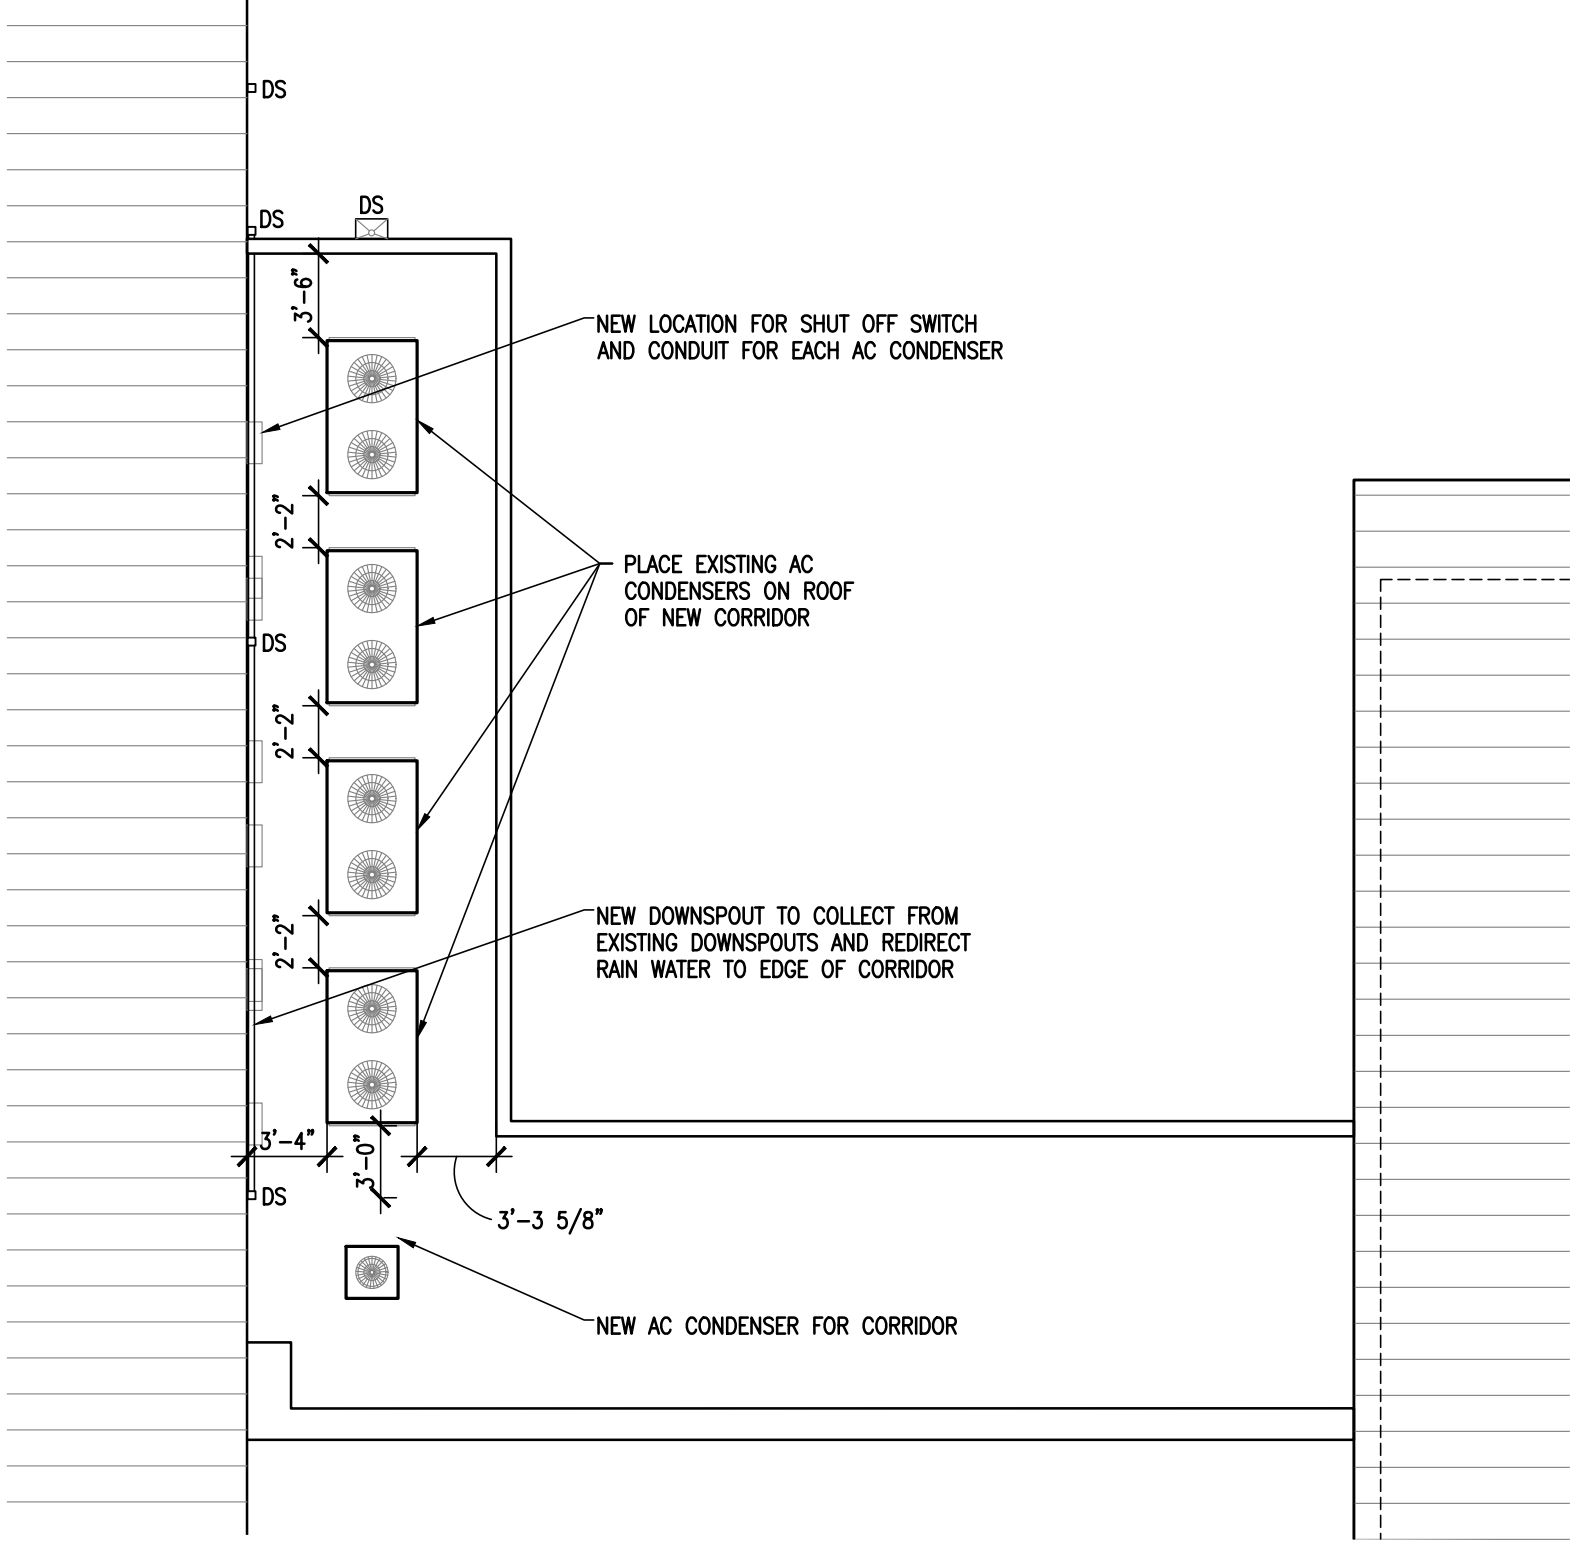 DS
DS
DS
3'-6"
NEW LOCATION FOR SHUT OFF SWITCH
AND CONDUIT FOR EACH AC CONDENSER
2'-2"
PLACE EXISTING AC
CONDENSERS ON ROOF
OF NEW CORRIDOR
DS
2'-2"
2'-2"
NEW DOWNSPOUT TO COLLECT FROM
EXISTING DOWNSPOUTS AND REDIRECT
RAIN WATER TO EDGE OF CORRIDOR
3'-4"
3'-0"
DS
3'-3 5/8"
NEW AC CONDENSER FOR CORRIDOR